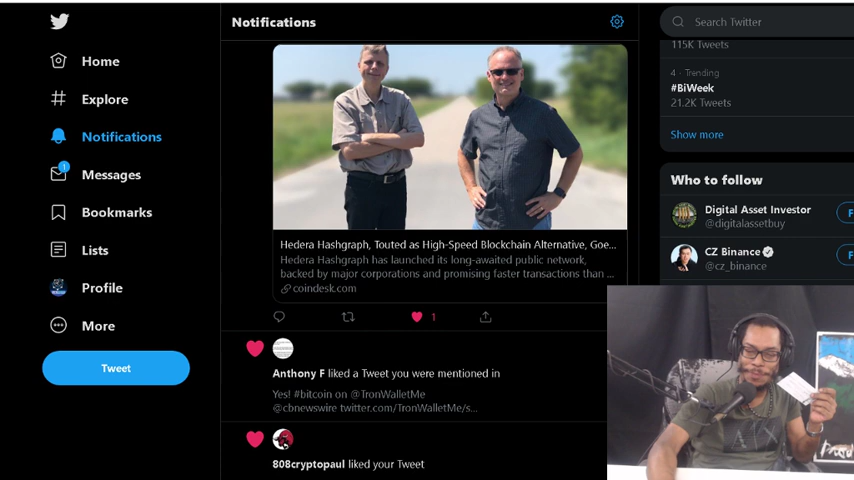 Notifications
Search Twitter
Home
Explore
Notifications
1
Messages
Bookmarks
Lists
Profile
More
Tweet
Hedera Hashgraph, Touted as High-Speed Blockchain Alternative, Goe...
Hedera Hashgraph has launched its long-awaited public network,
backed by major corporations and promising faster transactions than ...
coindesk.com
1
Anthony F liked a Tweet you were mentioned in
Yes! #bitcoin on @TronWalletMe
@cbnewswire twitter.com/TronWalletMe/s...
808cryptopaul liked your Tweet
115K Tweets
4 · Trending
#BiWeek
21.2K Tweets
Show more
Who to follow
Digital Asset Investor
@digitalassetbuy
F
CZ Binance
@cz_binance
F